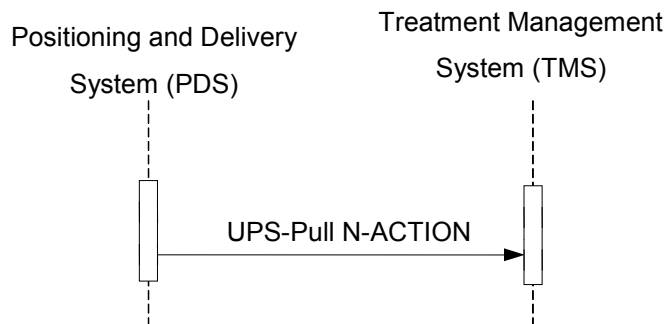 Positioning and Delivery
System (PDS)
Treatment Management
System (TMS)
UPS-Pull N-ACTION